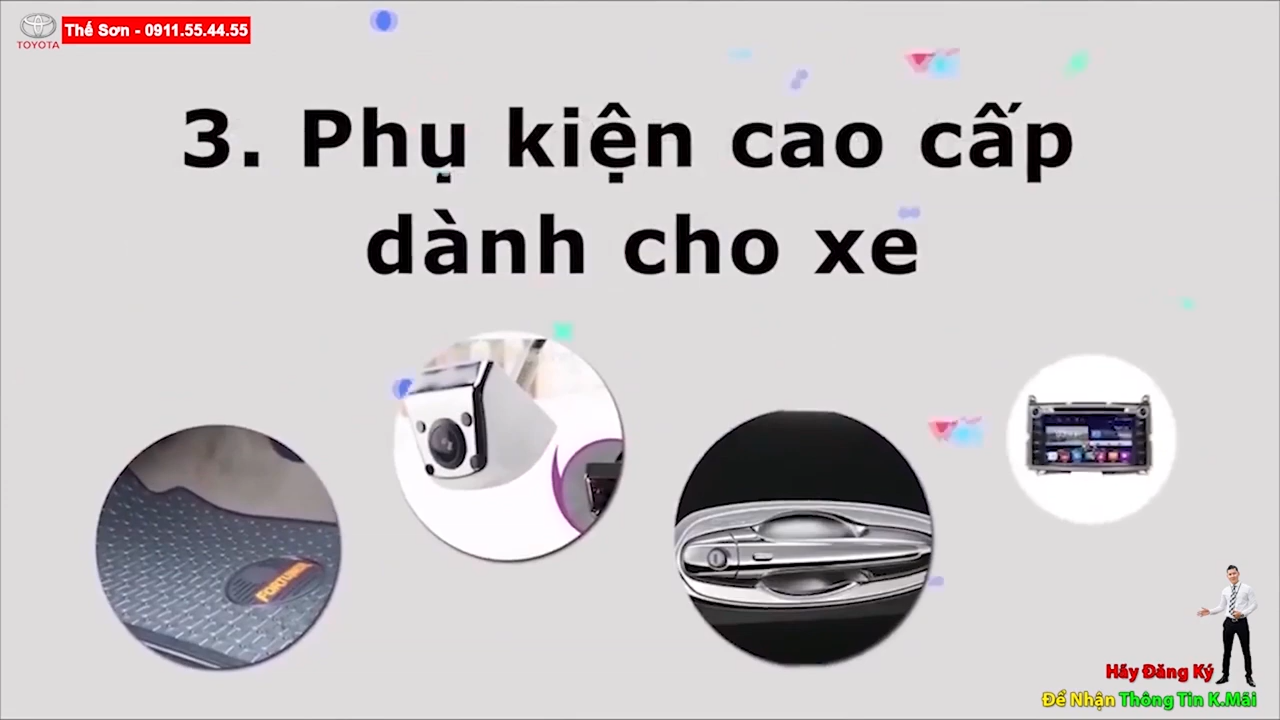 TOYOTA
Thế Sơn - 0911.55.44.55
3. Phụ kiện cao cấp
dành cho xe
FORTUNER
Hãy Đăng Ký
Để Nhận Thông Tin K.Mãi